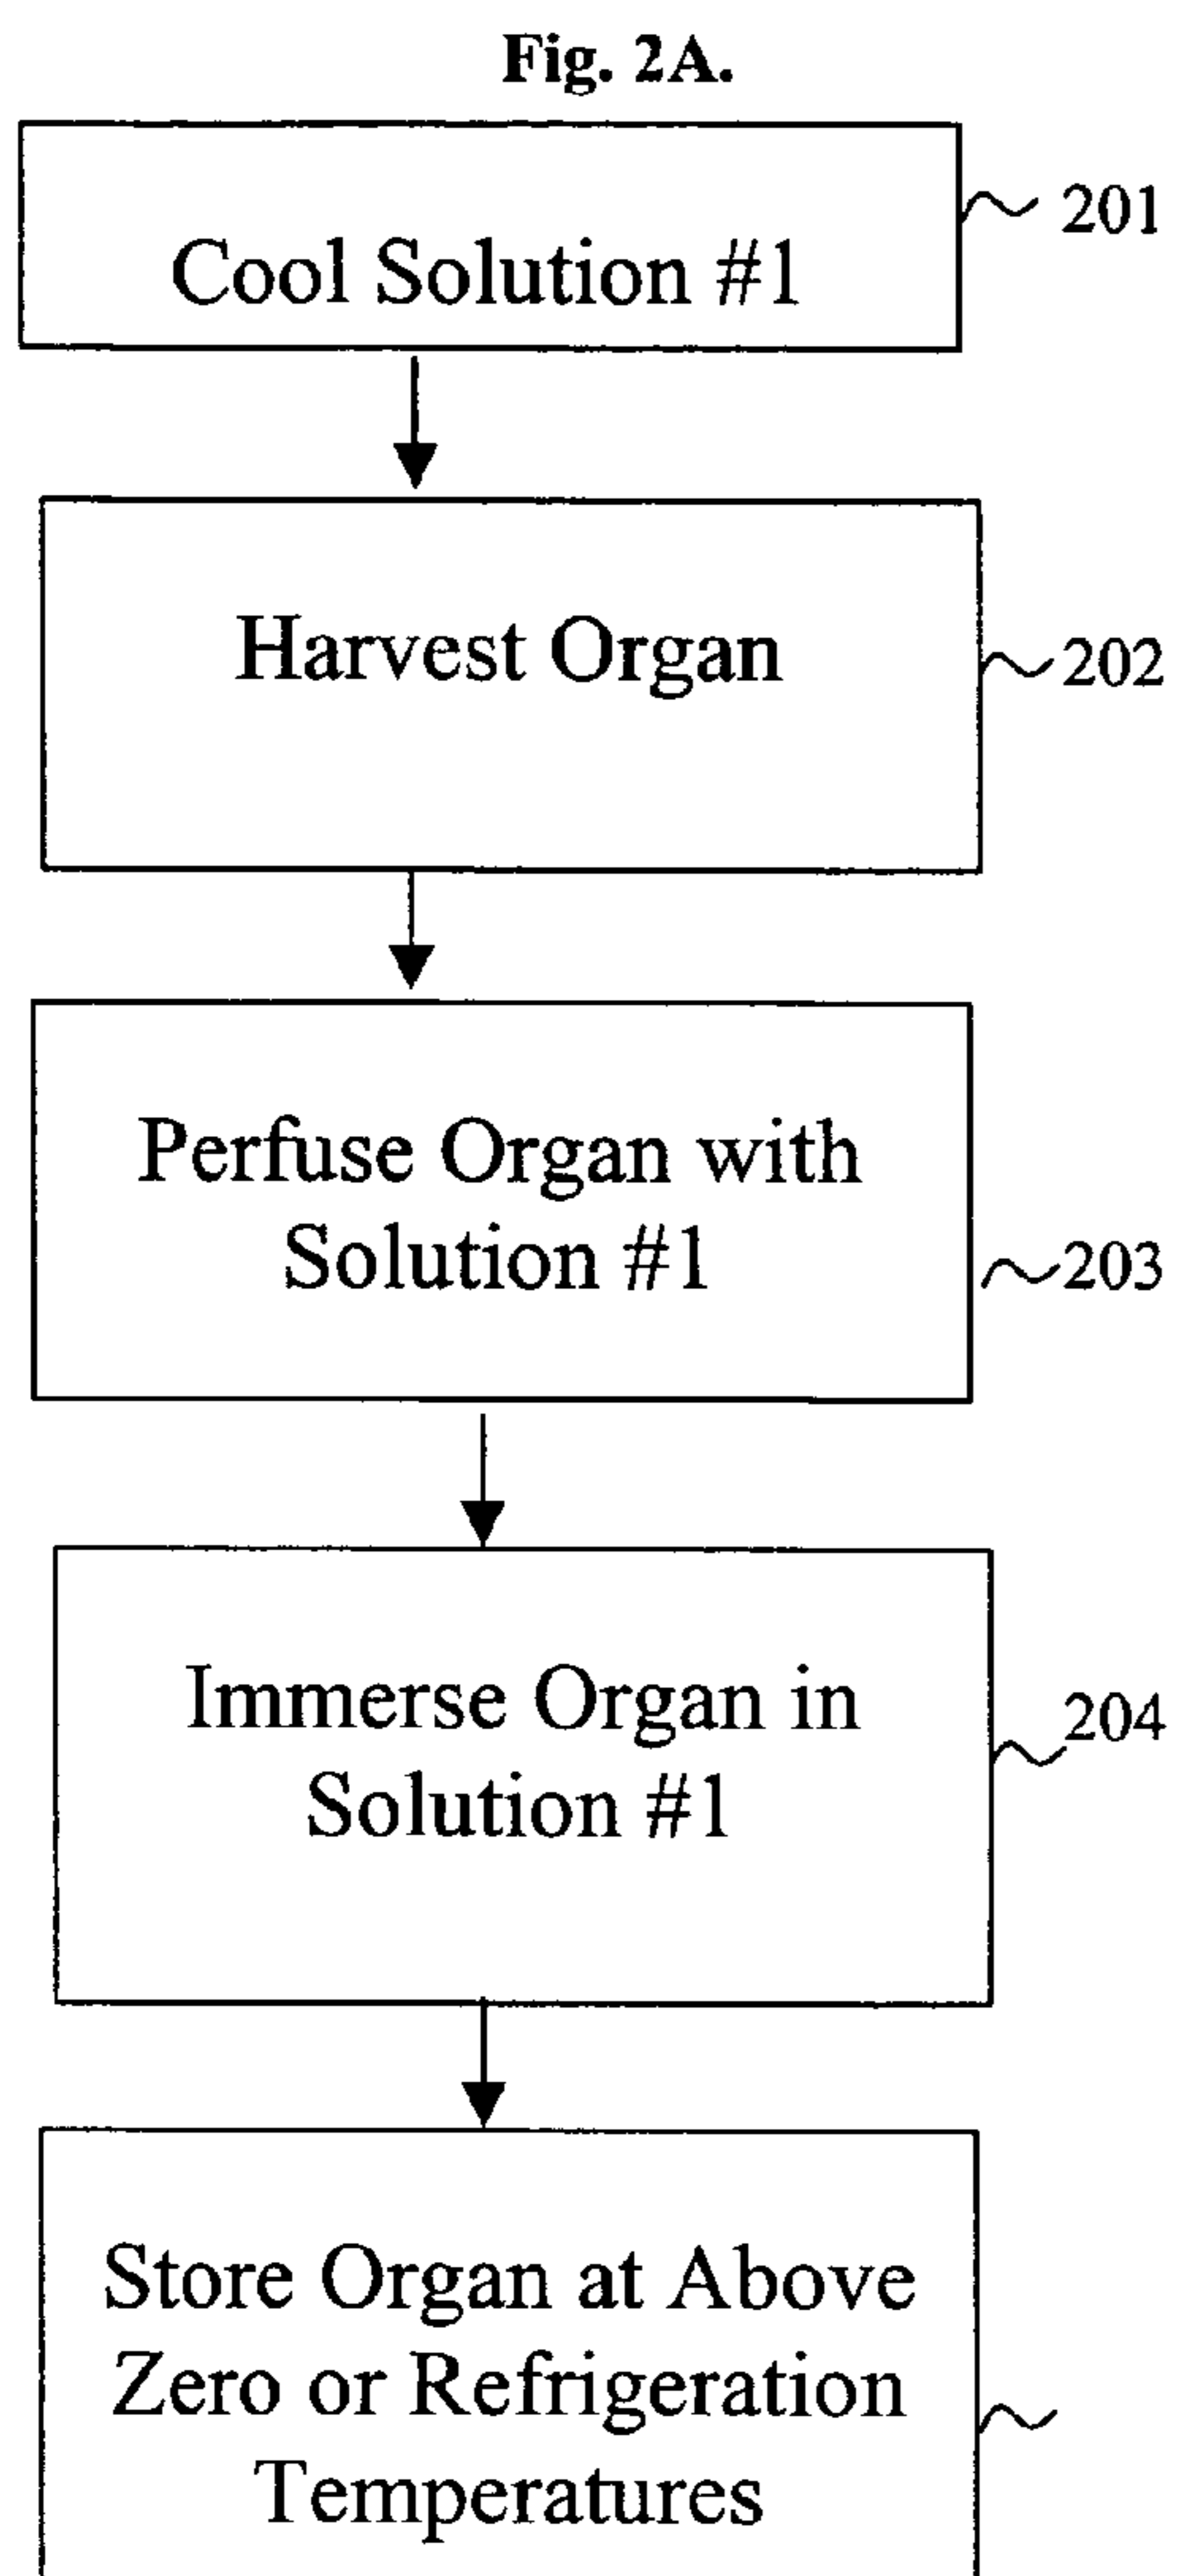 Fig. 2A.
Cool Solution #1
201
Harvest Organ
202
Perfuse Organ with
Solution #1
203
Immerse Organ in
Solution #1
204
Store Organ at Above
Zero or Refrigeration
Temperatures